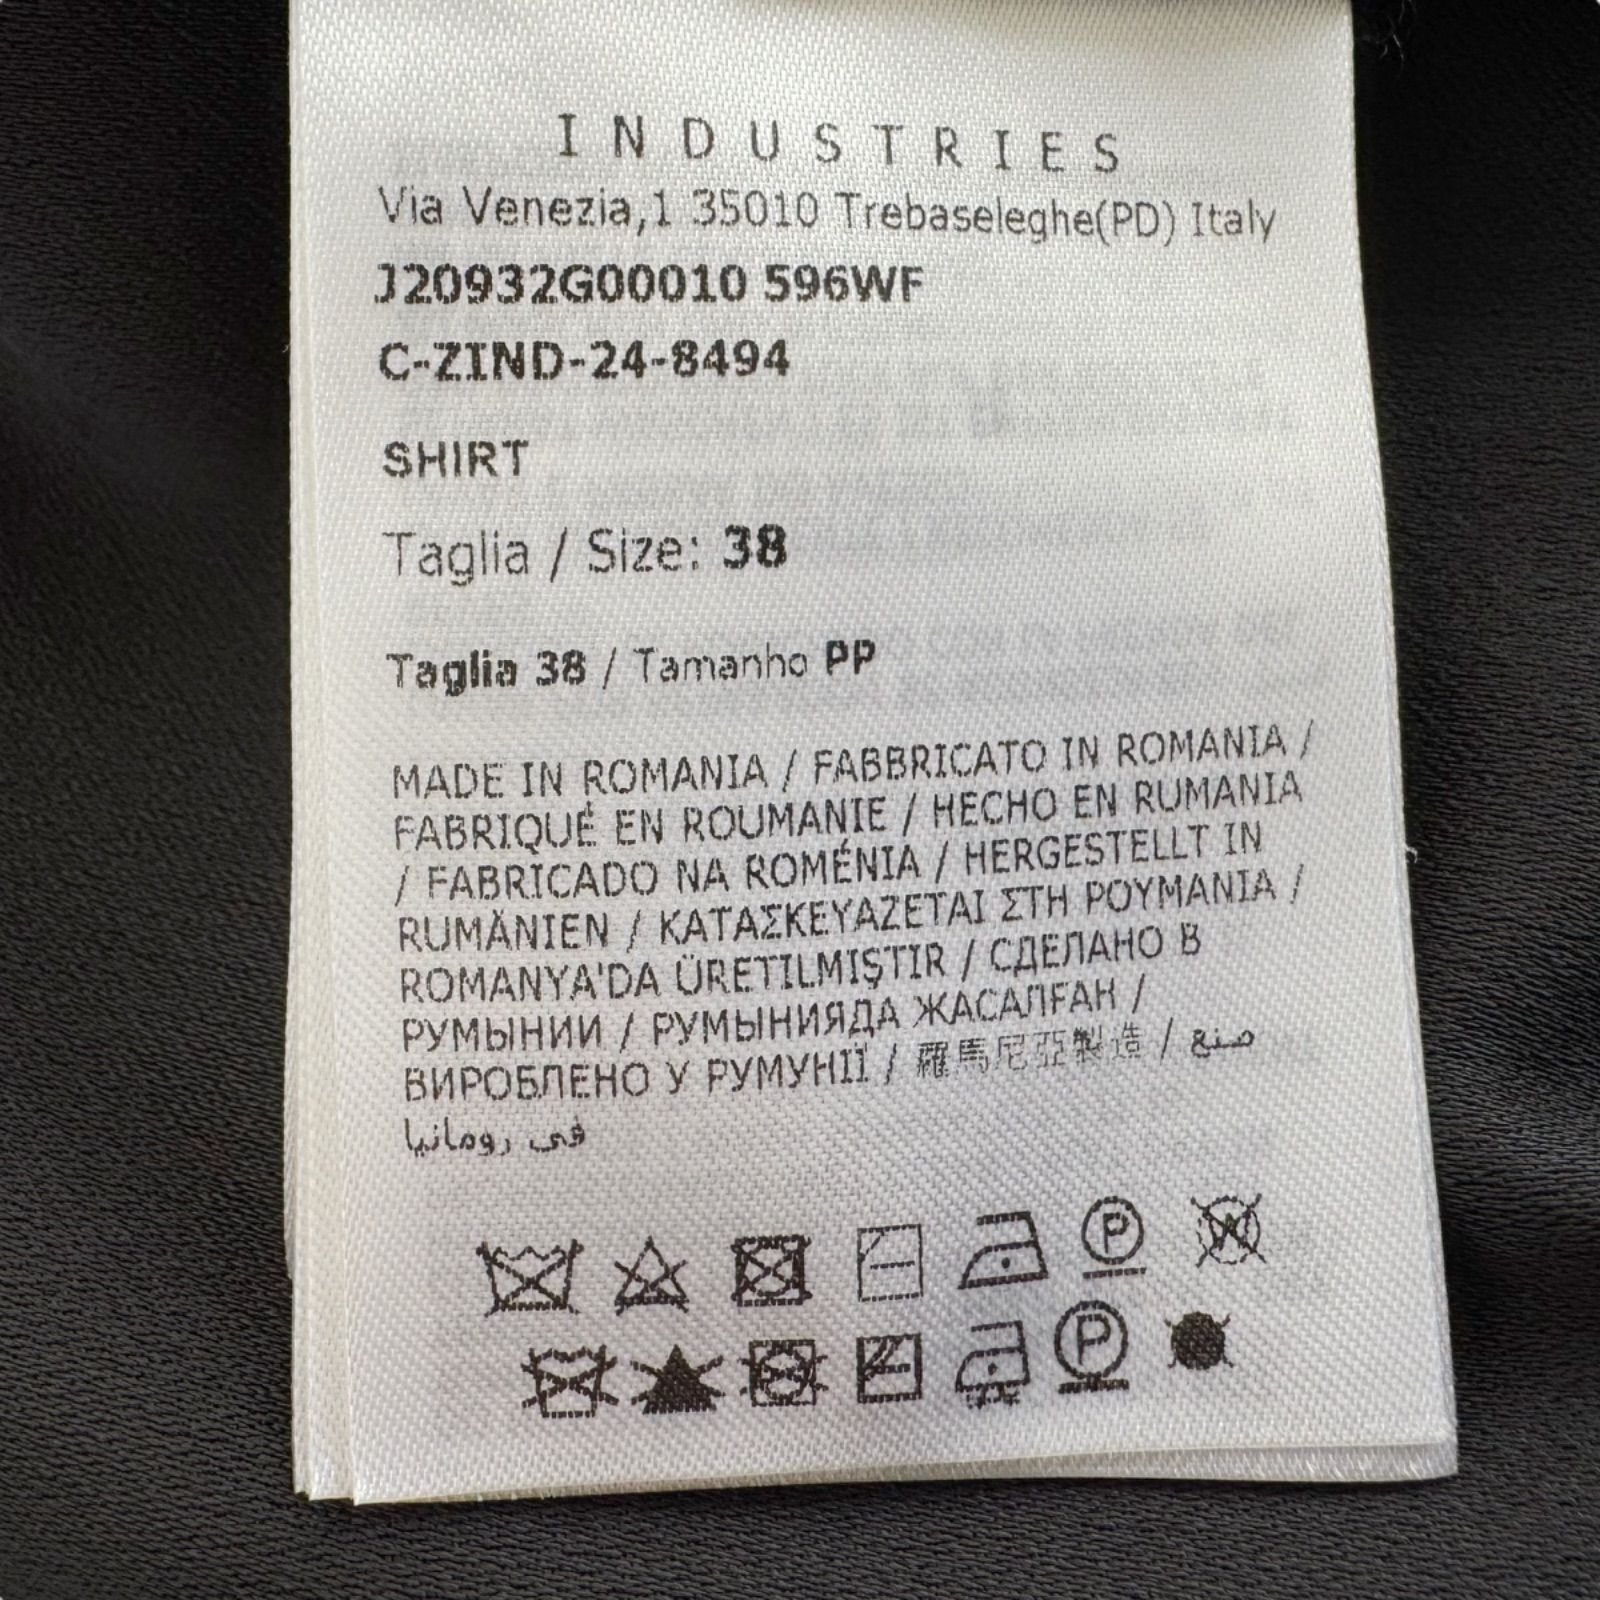 INDUSTRIES
Via Venezia,1 35010 Trebaseleghe(PD) Italy
J20932G00010 596WF
C-ZIND-24-8494
SHIRT
Taglia / Size: 38
Taglia 38 / Tamanho PP
MADE IN ROMANIA / FABBRICATO IN ROMANIA /
FABRIQUÉ EN ROUMANIE / HECHO EN RUMANIA
/ FABRICADO NA ROMÉNIA / HERGESTELLT IN
RUMÄNIEN / ΚΑΤΑΣΚΕΥΑΖΕΤΑΙ ΣΤΗ ΡΟΥΜΑΝΙΑ /
ROMANYA'DA ÜRETILMIŞTIR / СДЕЛАНО В
РУМЫНИИ / РУМЫНИЯДА ЖАСАЛҒАН /
ВИРОБЛЕНО У РУМУНІЇ / 羅馬尼亞製造 / صنع
في رومانيا
P W
P